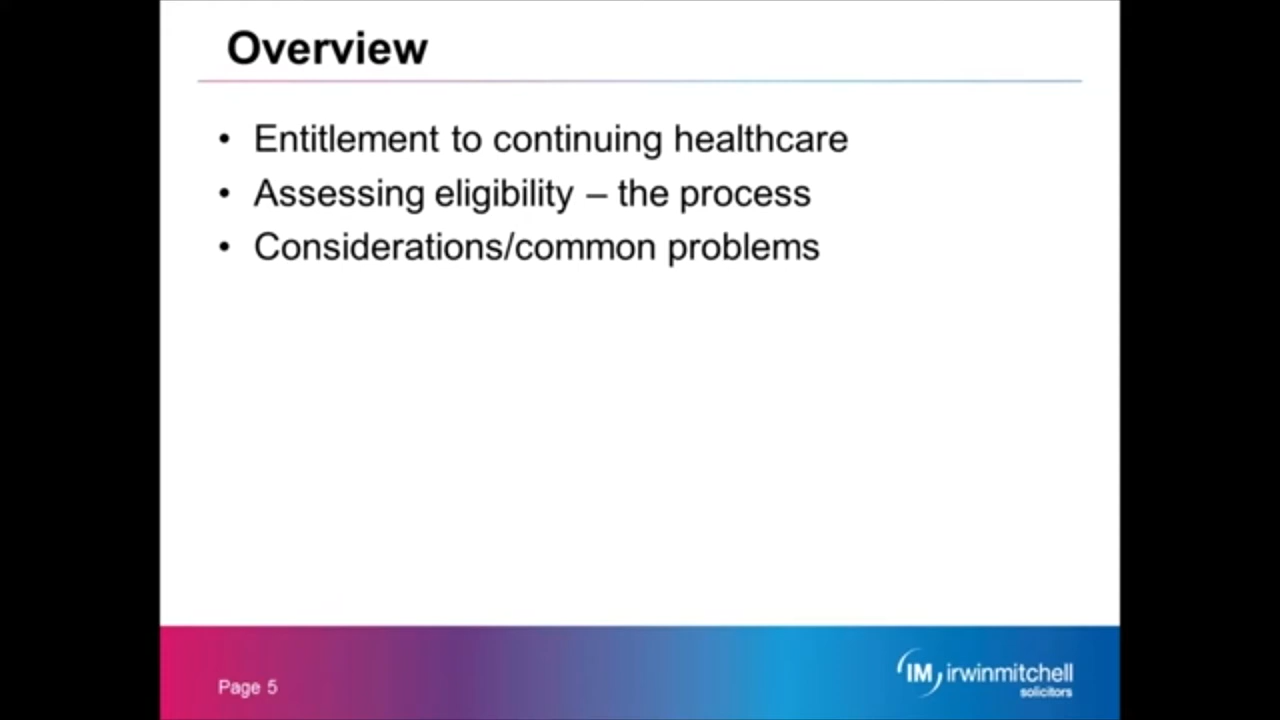 Overview
• Entitlement to continuing healthcare
• Assessing eligibility – the process
• Considerations/common problems
Page 5
IM irwinmitchell
solicitors